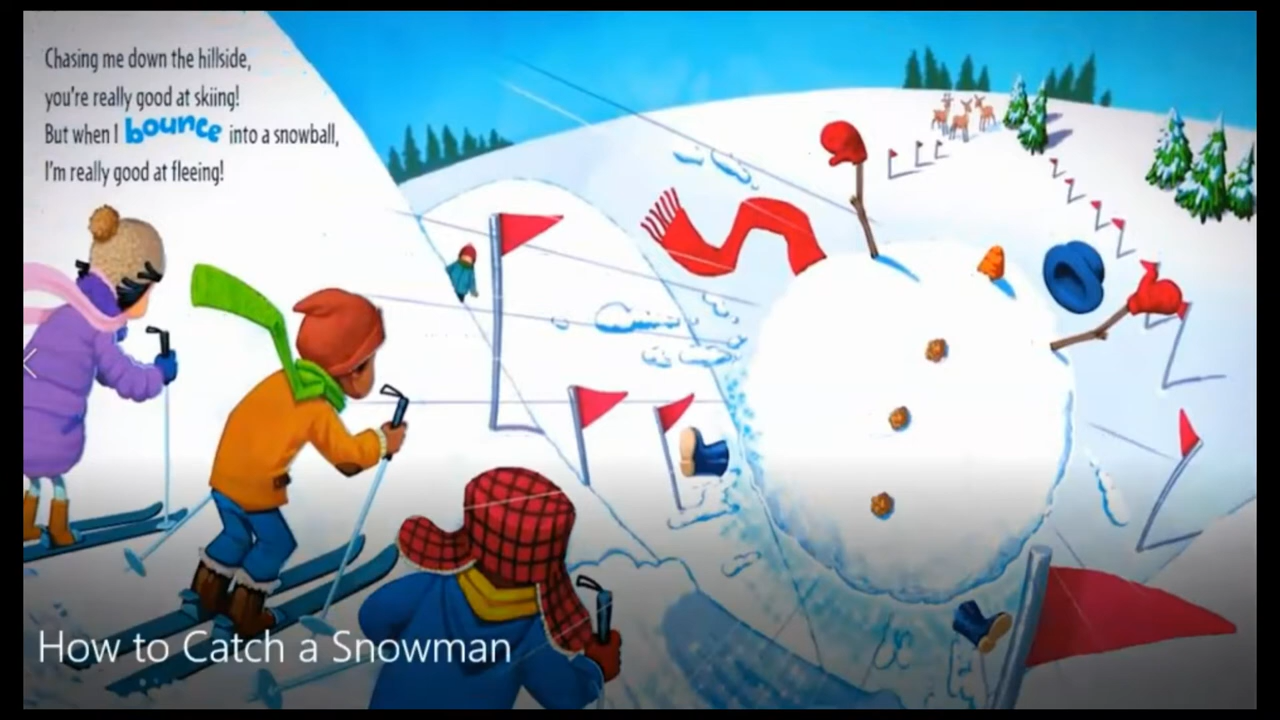 Chasing me down the hillside,
you're really good at skiing!
But when I bounce into a snowball,
I'm really good at fleeing!
How to Catch a Snowman